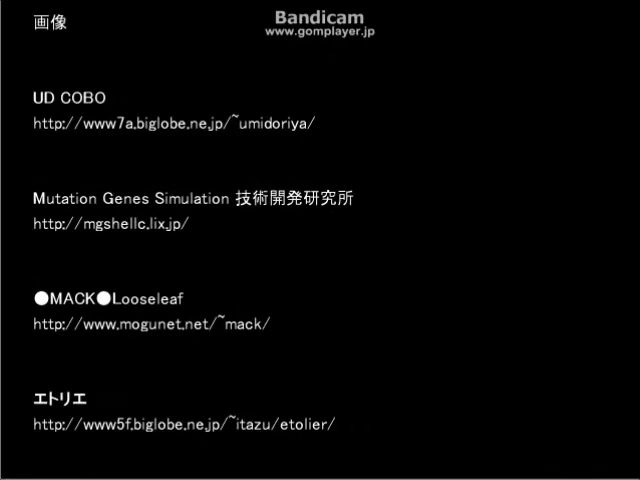 画像
Bandicam
www.gomplayer.jp
UD COBO
http://www7a.biglobe.ne.jp/~umidoriya/
Mutation Genes Simulation 技術開発研究所
http://mgshellc.lix.jp/
●MACK●Looseleaf
http://www.mogunet.net/~mack/
エトリエ
http://www5f.biglobe.ne.jp/~itazu/etolier/